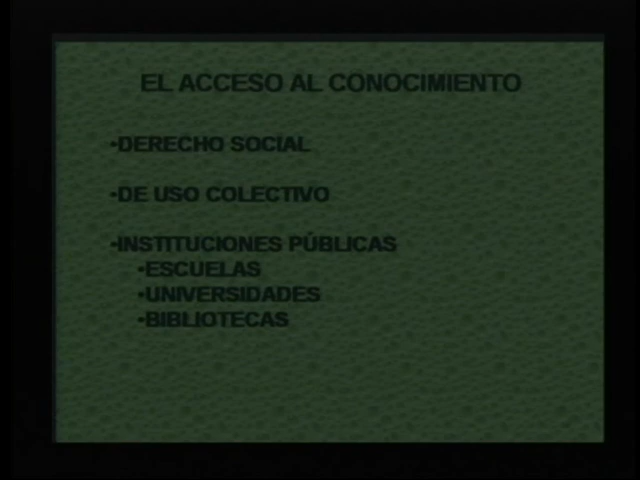 EL ACCESO AL CONOCIMIENTO
•DERECHO SOCIAL
•DE USO COLECTIVO
•INSTITUCIONES PÚBLICAS
•ESCUELAS
•UNIVERSIDADES
•BIBLIOTECAS